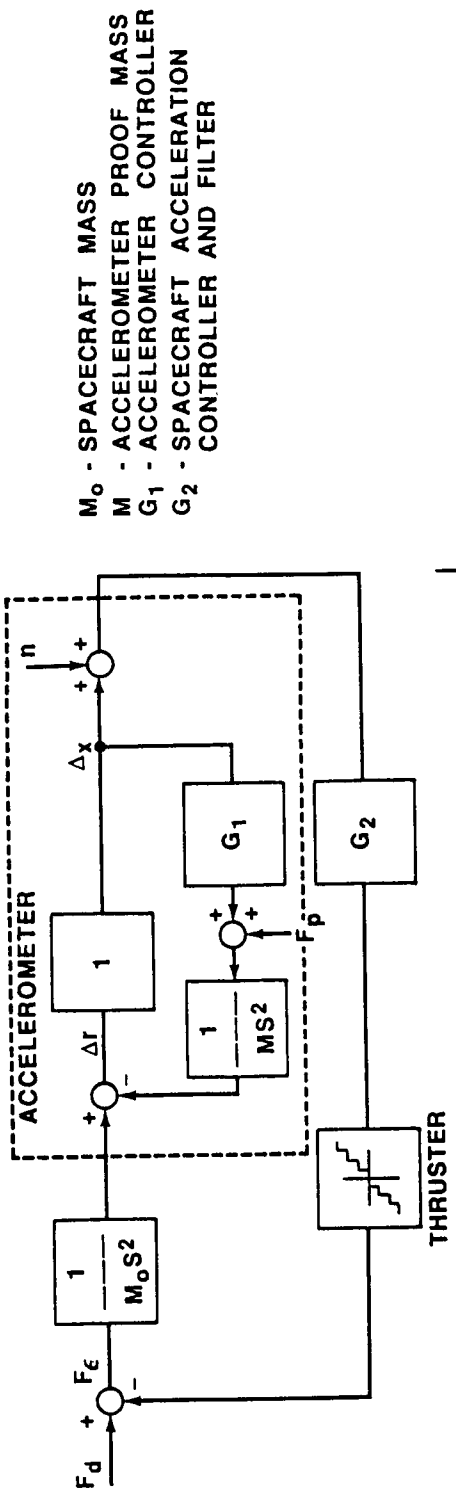 M₀ - SPACECRAFT MASS
M - ACCELEROMETER PROOF MASS
G₁ - ACCELEROMETER CONTROLLER
G₂ - SPACECRAFT ACCELERATION
CONTROLLER AND FILTER
ACCELEROMETER
n
F_d
+
-
F_ϵ
1
M₀S²
+
-
Δr
1
Δx
+
+
G₁
+
+
F_p
1
MS²
G₂
THRUSTER